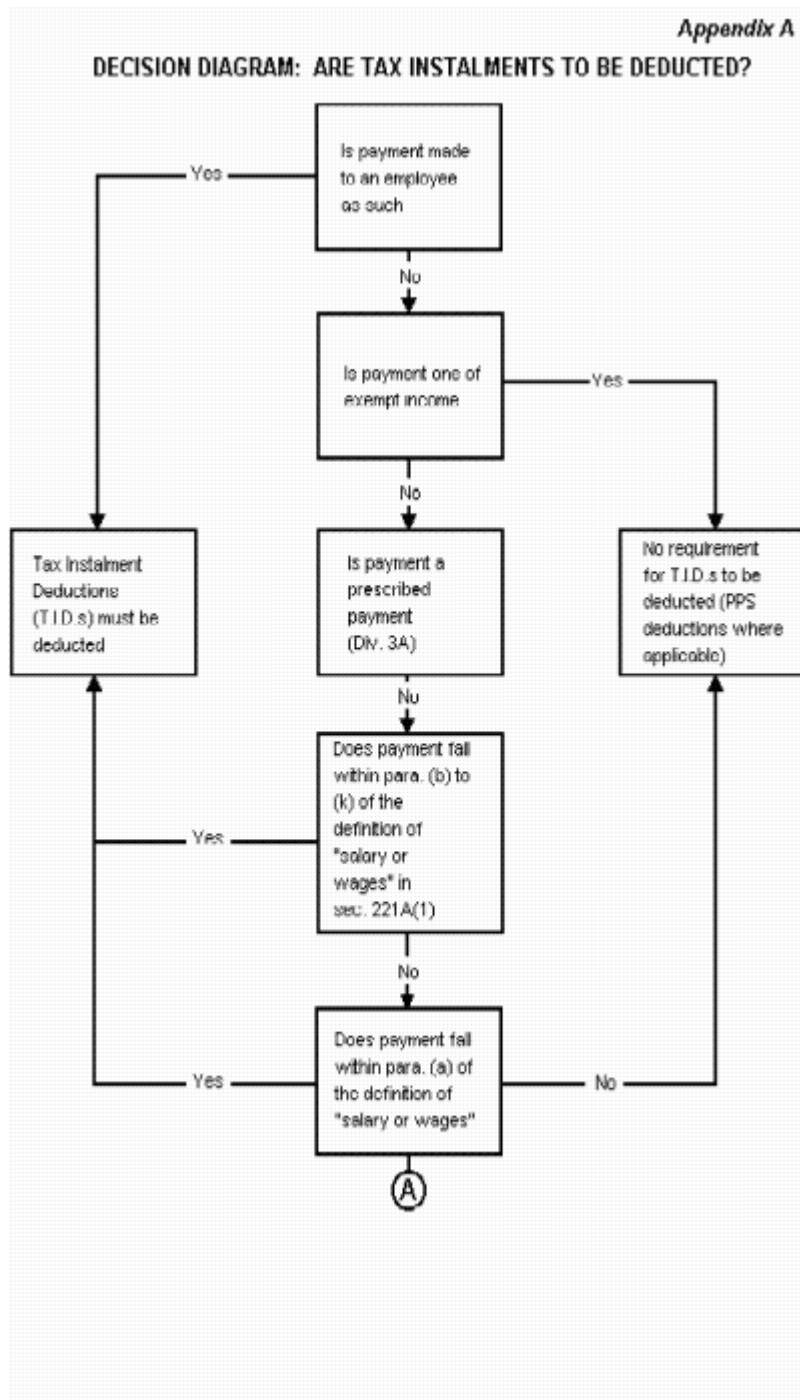 Appendix A
DECISION DIAGRAM: ARE TAX INSTALMENTS TO BE DEDUCTED?
Is payment made
to an employee
as such
Yes
No
Is payment one of
exempt income
Yes
No
Tax Instalment
Deductions
(T.I.D.s) must be
deducted
Is payment a
prescribed
payment
(Div. 3A)
No requirement
for T.I.D.s to be
deducted (PPS
deductions where
applicable)
No
Does payment fall
within para. (b) to
(k) of the
definition of
"salary or
wages" in
sec. 221A(1)
Yes
No
Does payment fall
within para. (a) of
the definition of
"salary or wages"
Yes
No
A